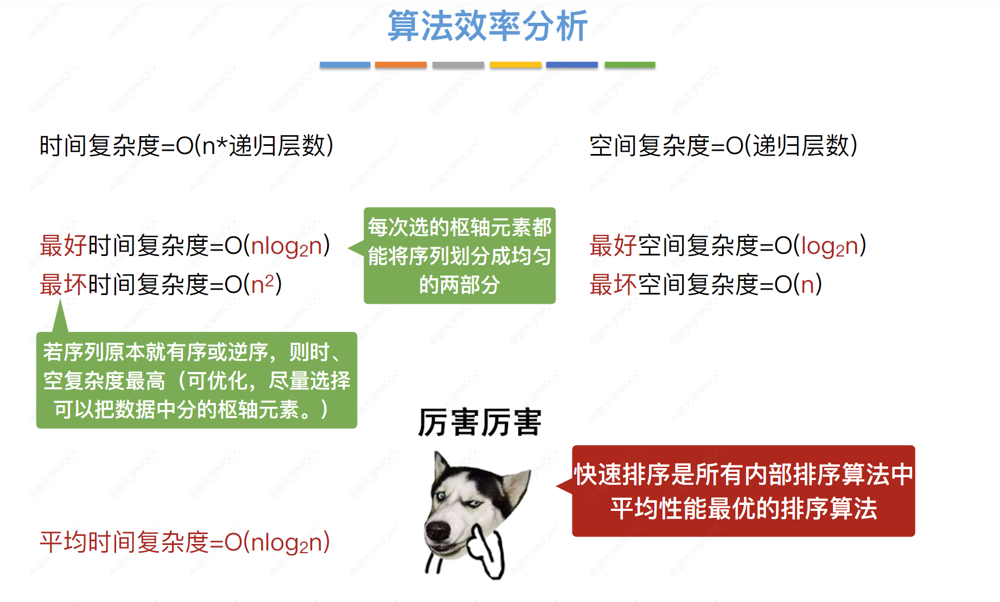 算法效率分析
时间复杂度=O(n*递归层数)
空间复杂度=O(递归层数)
最好时间复杂度=O(nlog₂n)
最坏时间复杂度=O(n²)
每次选的枢轴元素都
能将序列划分成均匀
的两部分
最好空间复杂度=O(log₂n)
最坏空间复杂度=O(n)
若序列原本就有序或逆序，则时、
空复杂度最高（可优化，尽量选择
可以把数据中分的枢轴元素。）
厉害厉害
快速排序是所有内部排序算法中
平均性能最优的排序算法
平均时间复杂度=O(nlog₂n)
中国大学MOOC